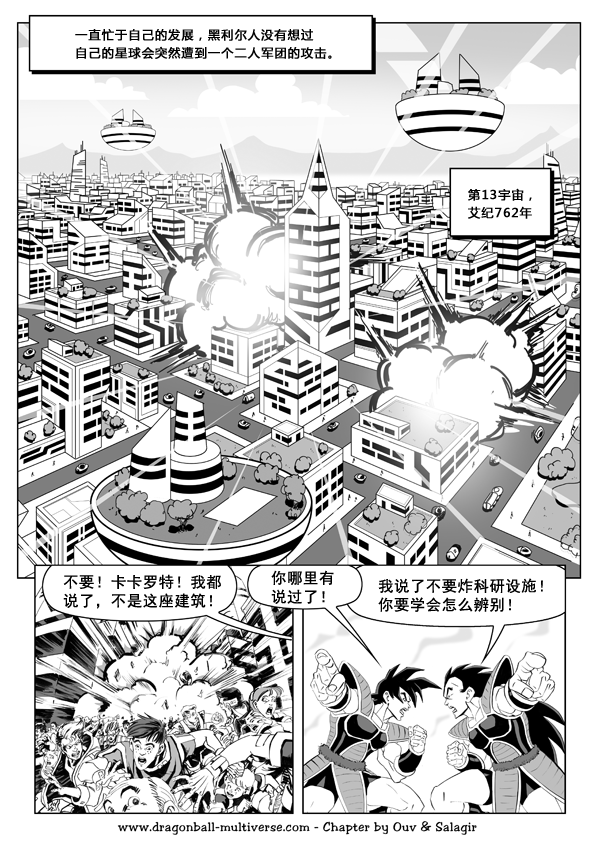 一直忙于自己的发展，黑利尔人没有想过
自己的星球会突然遭到一个二人军团的攻击。
第13宇宙，
艾纪762年
不要！卡卡罗特！我都
说了，不是这座建筑！
你哪里有
说过了！
我说了不要炸科研设施！
你要学会怎么辨别！
www.dragonball-multiverse.com - Chapter by Ouv & Salagir